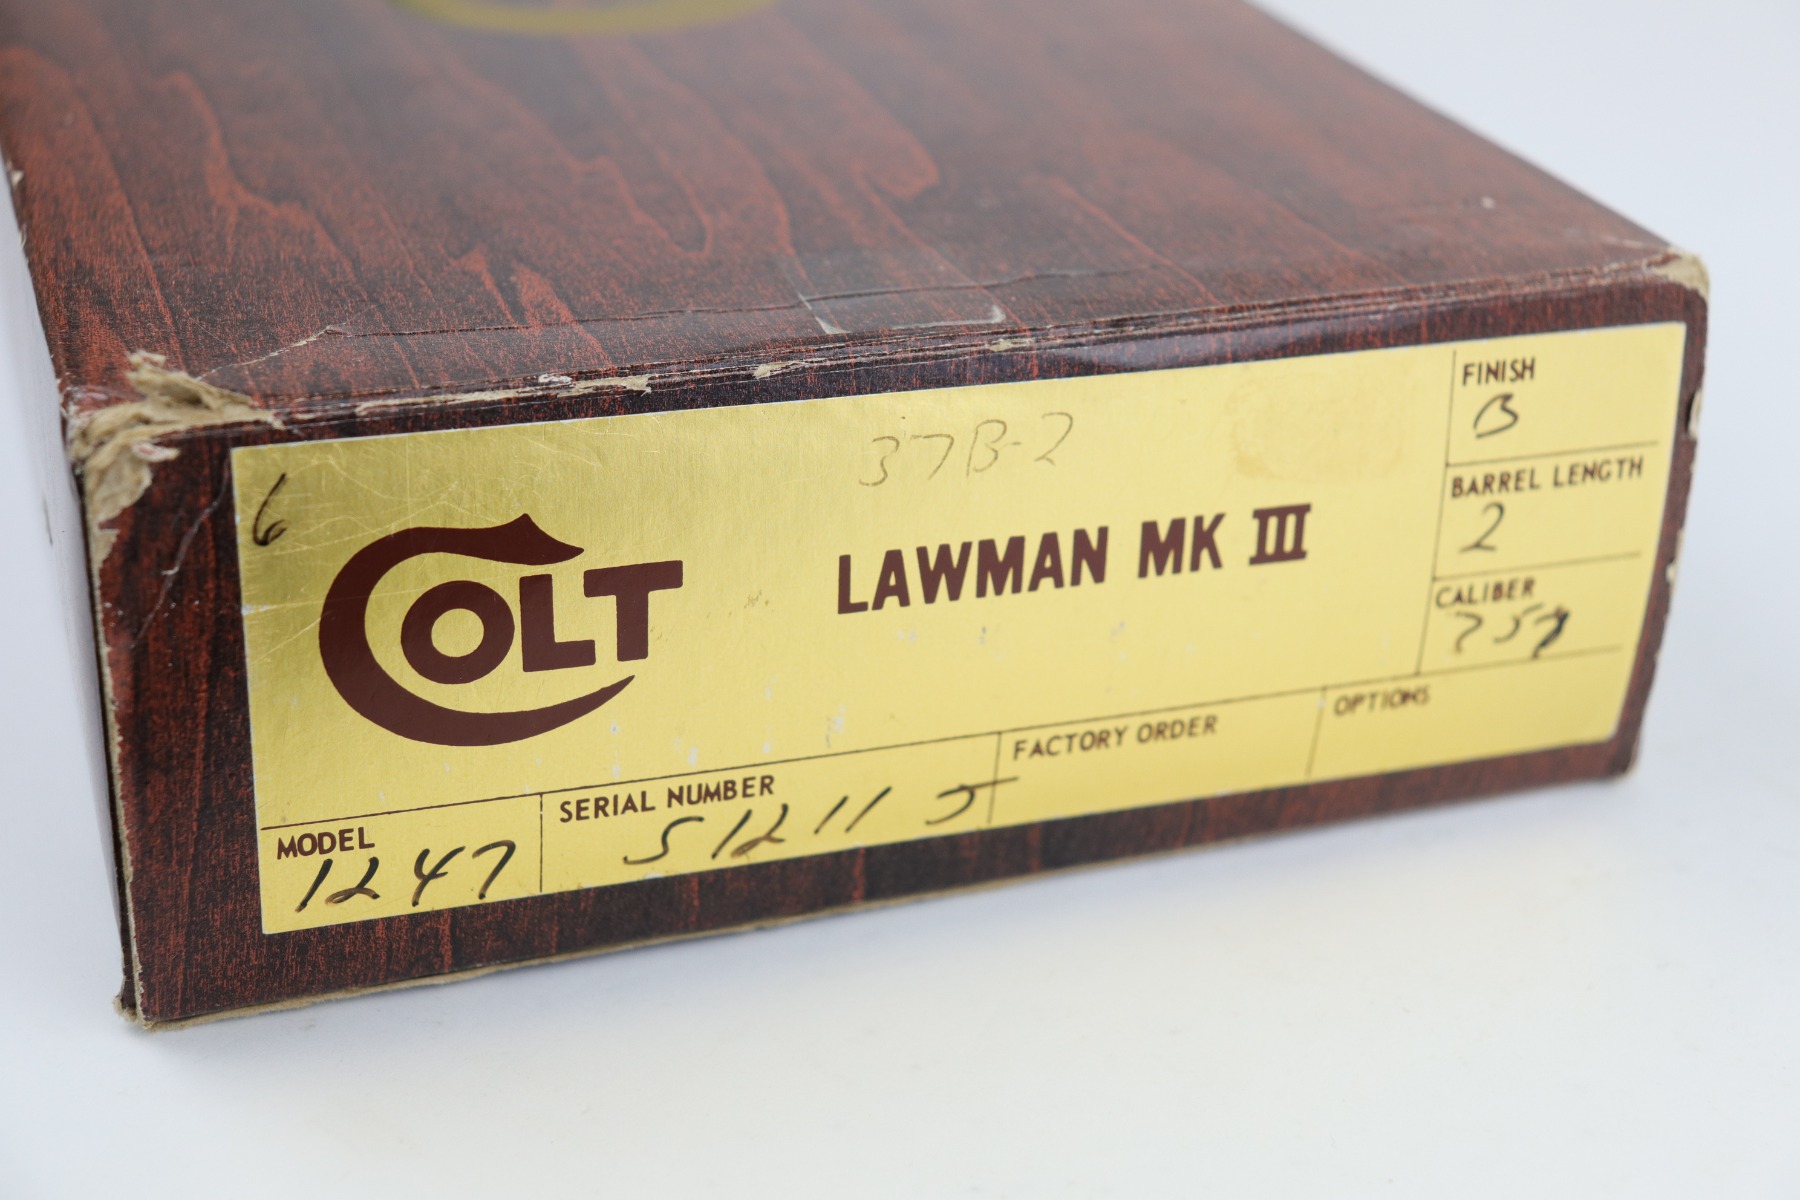 37B-2
6
COLT
LAWMAN MK III
FINISH
B
BARREL LENGTH
2
CALIBER
357
MODEL
1247
SERIAL NUMBER
51211 J
FACTORY ORDER
OPTIONS